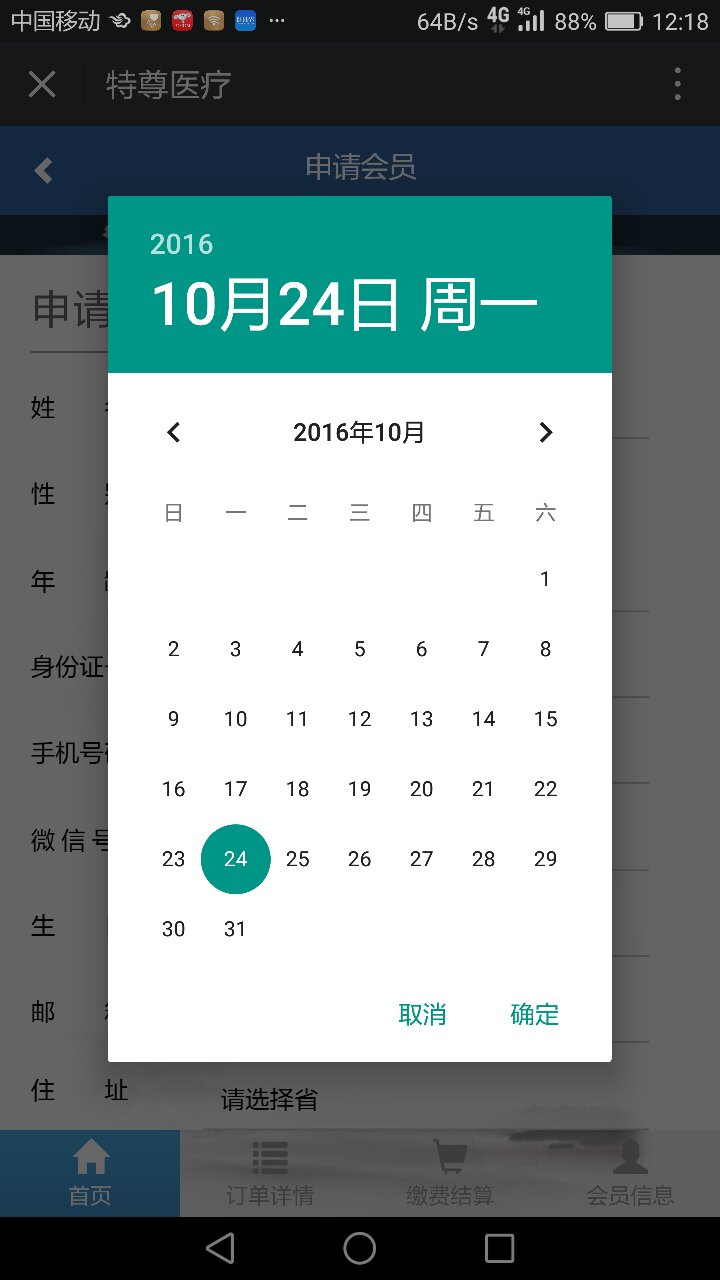 中国移动 64B/s 4G 4G 88% 12:18
特尊医疗
申请会员
2016
10月24日 周一
申请
2016年10月
日 一 二 三 四 五 六
1
2 3 4 5 6 7 8
9 10 11 12 13 14 15
16 17 18 19 20 21 22
23 24 25 26 27 28 29
30 31
取消 确定
姓
性
年
身份证
手机号
微信号
生
邮
住 址 请选择省
首页 订单详情 缴费结算 会员信息